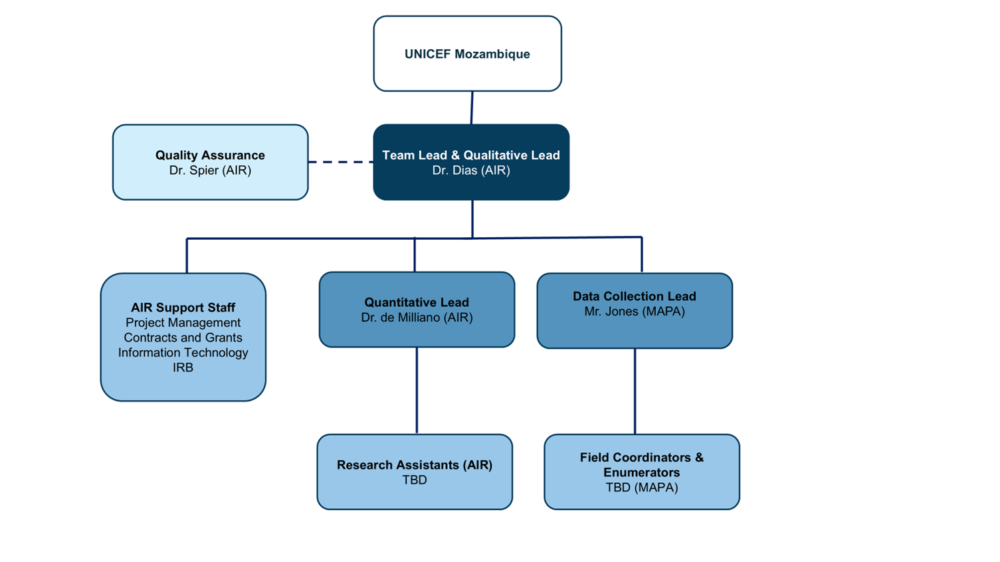 UNICEF Mozambique
Quality Assurance
Dr. Spier (AIR)
Team Lead & Qualitative Lead
Dr. Dias (AIR)
AIR Support Staff
Project Management
Contracts and Grants
Information Technology
IRB
Quantitative Lead
Dr. de Milliano (AIR)
Data Collection Lead
Mr. Jones (MAPA)
Research Assistants (AIR)
TBD
Field Coordinators &
Enumerators
TBD (MAPA)